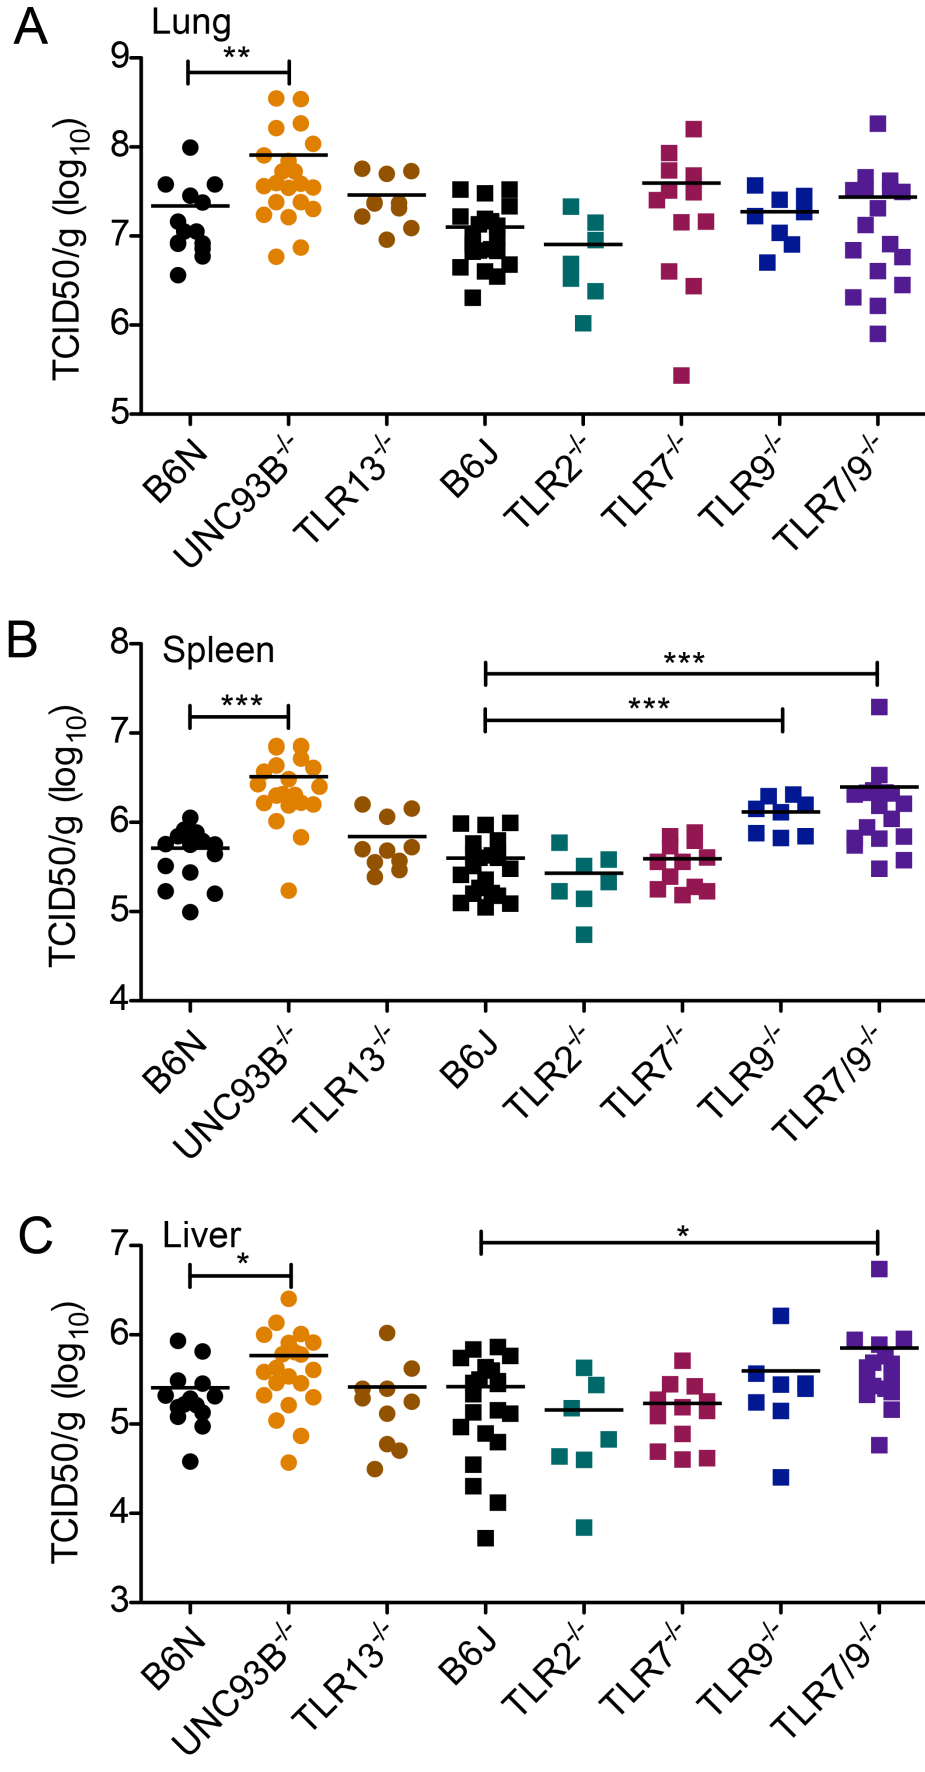 A
Lung
TCID50/g (log10)
9
8
7
6
5
**
B6N
UNC93B-/-
TLR13-/-
B6J
TLR2-/-
TLR7-/-
TLR9-/-
TLR7/9-/-
B
Spleen
TCID50/g (log10)
8
7
6
5
4
***
***
***
B6N
UNC93B-/-
TLR13-/-
B6J
TLR2-/-
TLR7-/-
TLR9-/-
TLR7/9-/-
C
Liver
TCID50/g (log10)
7
6
5
4
3
*
*
B6N
UNC93B-/-
TLR13-/-
B6J
TLR2-/-
TLR7-/-
TLR9-/-
TLR7/9-/-